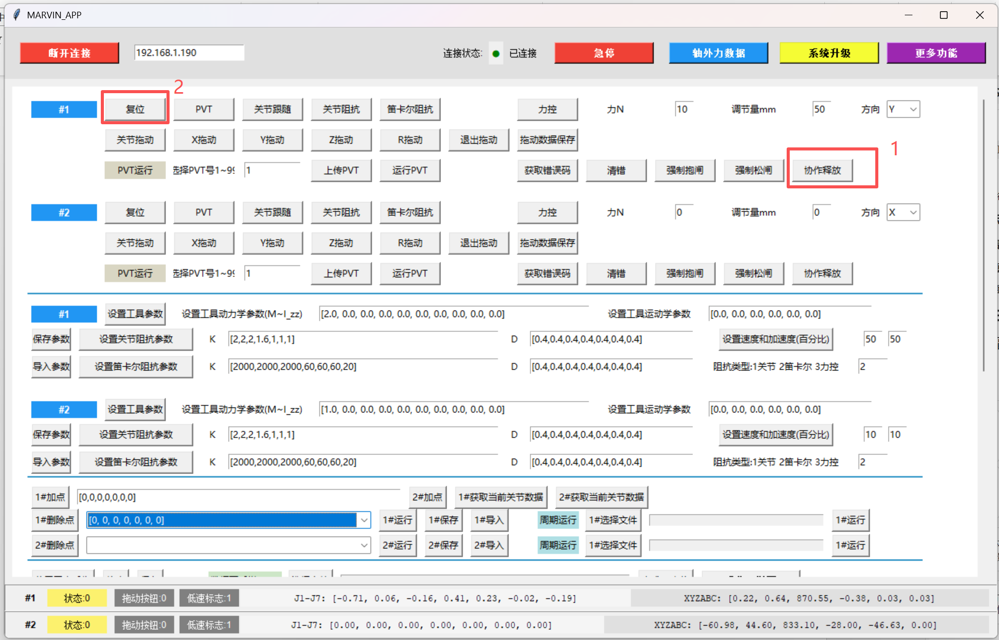 MARVIN_APP
断开连接 192.168.1.190 连接状态: 已连接 急停 轴外力数据 系统升级 更多功能
2
#1 复位 PVT 关节跟随 关节阻抗 笛卡尔阻抗 力控 力N 10 调节量mm 50 方向 Y
关节拖动 X拖动 Y拖动 Z拖动 R拖动 退出拖动 拖动数据保存 1
PVT运行 选择PVT号1~99 1 上传PVT 运行PVT 获取错误码 清错 强制抱闸 强制松闸 协作释放
#2 复位 PVT 关节跟随 关节阻抗 笛卡尔阻抗 力控 力N 0 调节量mm 0 方向 X
关节拖动 X拖动 Y拖动 Z拖动 R拖动 退出拖动 拖动数据保存
PVT运行 选择PVT号1~99 1 上传PVT 运行PVT 获取错误码 清错 强制抱闸 强制松闸 协作释放
#1 设置工具参数 设置工具动力学参数(M~I_zz) [2.0, 0.0, 0.0, 0.0, 0.0, 0.0, 0.0, 0.0, 0.0, 0.0] 设置工具运动学参数 [0.0, 0.0, 0.0, 0.0, 0.0, 0.0]
保存参数 设置关节阻抗参数 K [2,2,2,1.6,1,1,1] D [0.4,0.4,0.4,0.4,0.4,0.4,0.4] 设置速度和加速度(百分比) 50 50
导入参数 设置笛卡尔阻抗参数 K [2000,2000,2000,60,60,60,20] D [0.4,0.4,0.4,0.4,0.4,0.4,0.4] 阻抗类型:1关节 2笛卡尔 3力控 2
#2 设置工具参数 设置工具动力学参数(M~I_zz) [1.0, 0.0, 0.0, 0.0, 0.0, 0.0, 0.0, 0.0, 0.0, 0.0] 设置工具运动学参数 [0.0, 0.0, 0.0, 0.0, 0.0, 0.0]
保存参数 设置关节阻抗参数 K [2,2,2,1.6,1,1,1] D [0.4,0.4,0.4,0.4,0.4,0.4,0.4] 设置速度和加速度(百分比) 10 10
导入参数 设置笛卡尔阻抗参数 K [2000,2000,2000,60,60,60,20] D [0.4,0.4,0.4,0.4,0.4,0.4,0.4] 阻抗类型:1关节 2笛卡尔 3力控 2
1#加点 [0,0,0,0,0,0,0] 2#加点 1#获取当前关节数据 2#获取当前关节数据
1#删除点 [0, 0, 0, 0, 0, 0, 0] 1#运行 1#保存 1#导入 周期运行 1#选择文件 1#运行
2#删除点 2#运行 2#保存 2#导入 周期运行 1#选择文件 1#运行
#1 状态:0 拖动按钮:0 低速标志:1 J1-J7: [-0.71, 0.06, -0.16, 0.41, 0.23, -0.02, -0.19] XYZABC: [0.22, 0.64, 870.55, -0.38, 0.03, 0.03]
#2 状态:0 拖动按钮:0 低速标志:1 J1-J7: [0.00, 0.00, 0.00, 0.00, 0.00, 0.00, 0.00] XYZABC: [-60.98, 44.60, 833.10, -28.00, -46.63, 0.00]